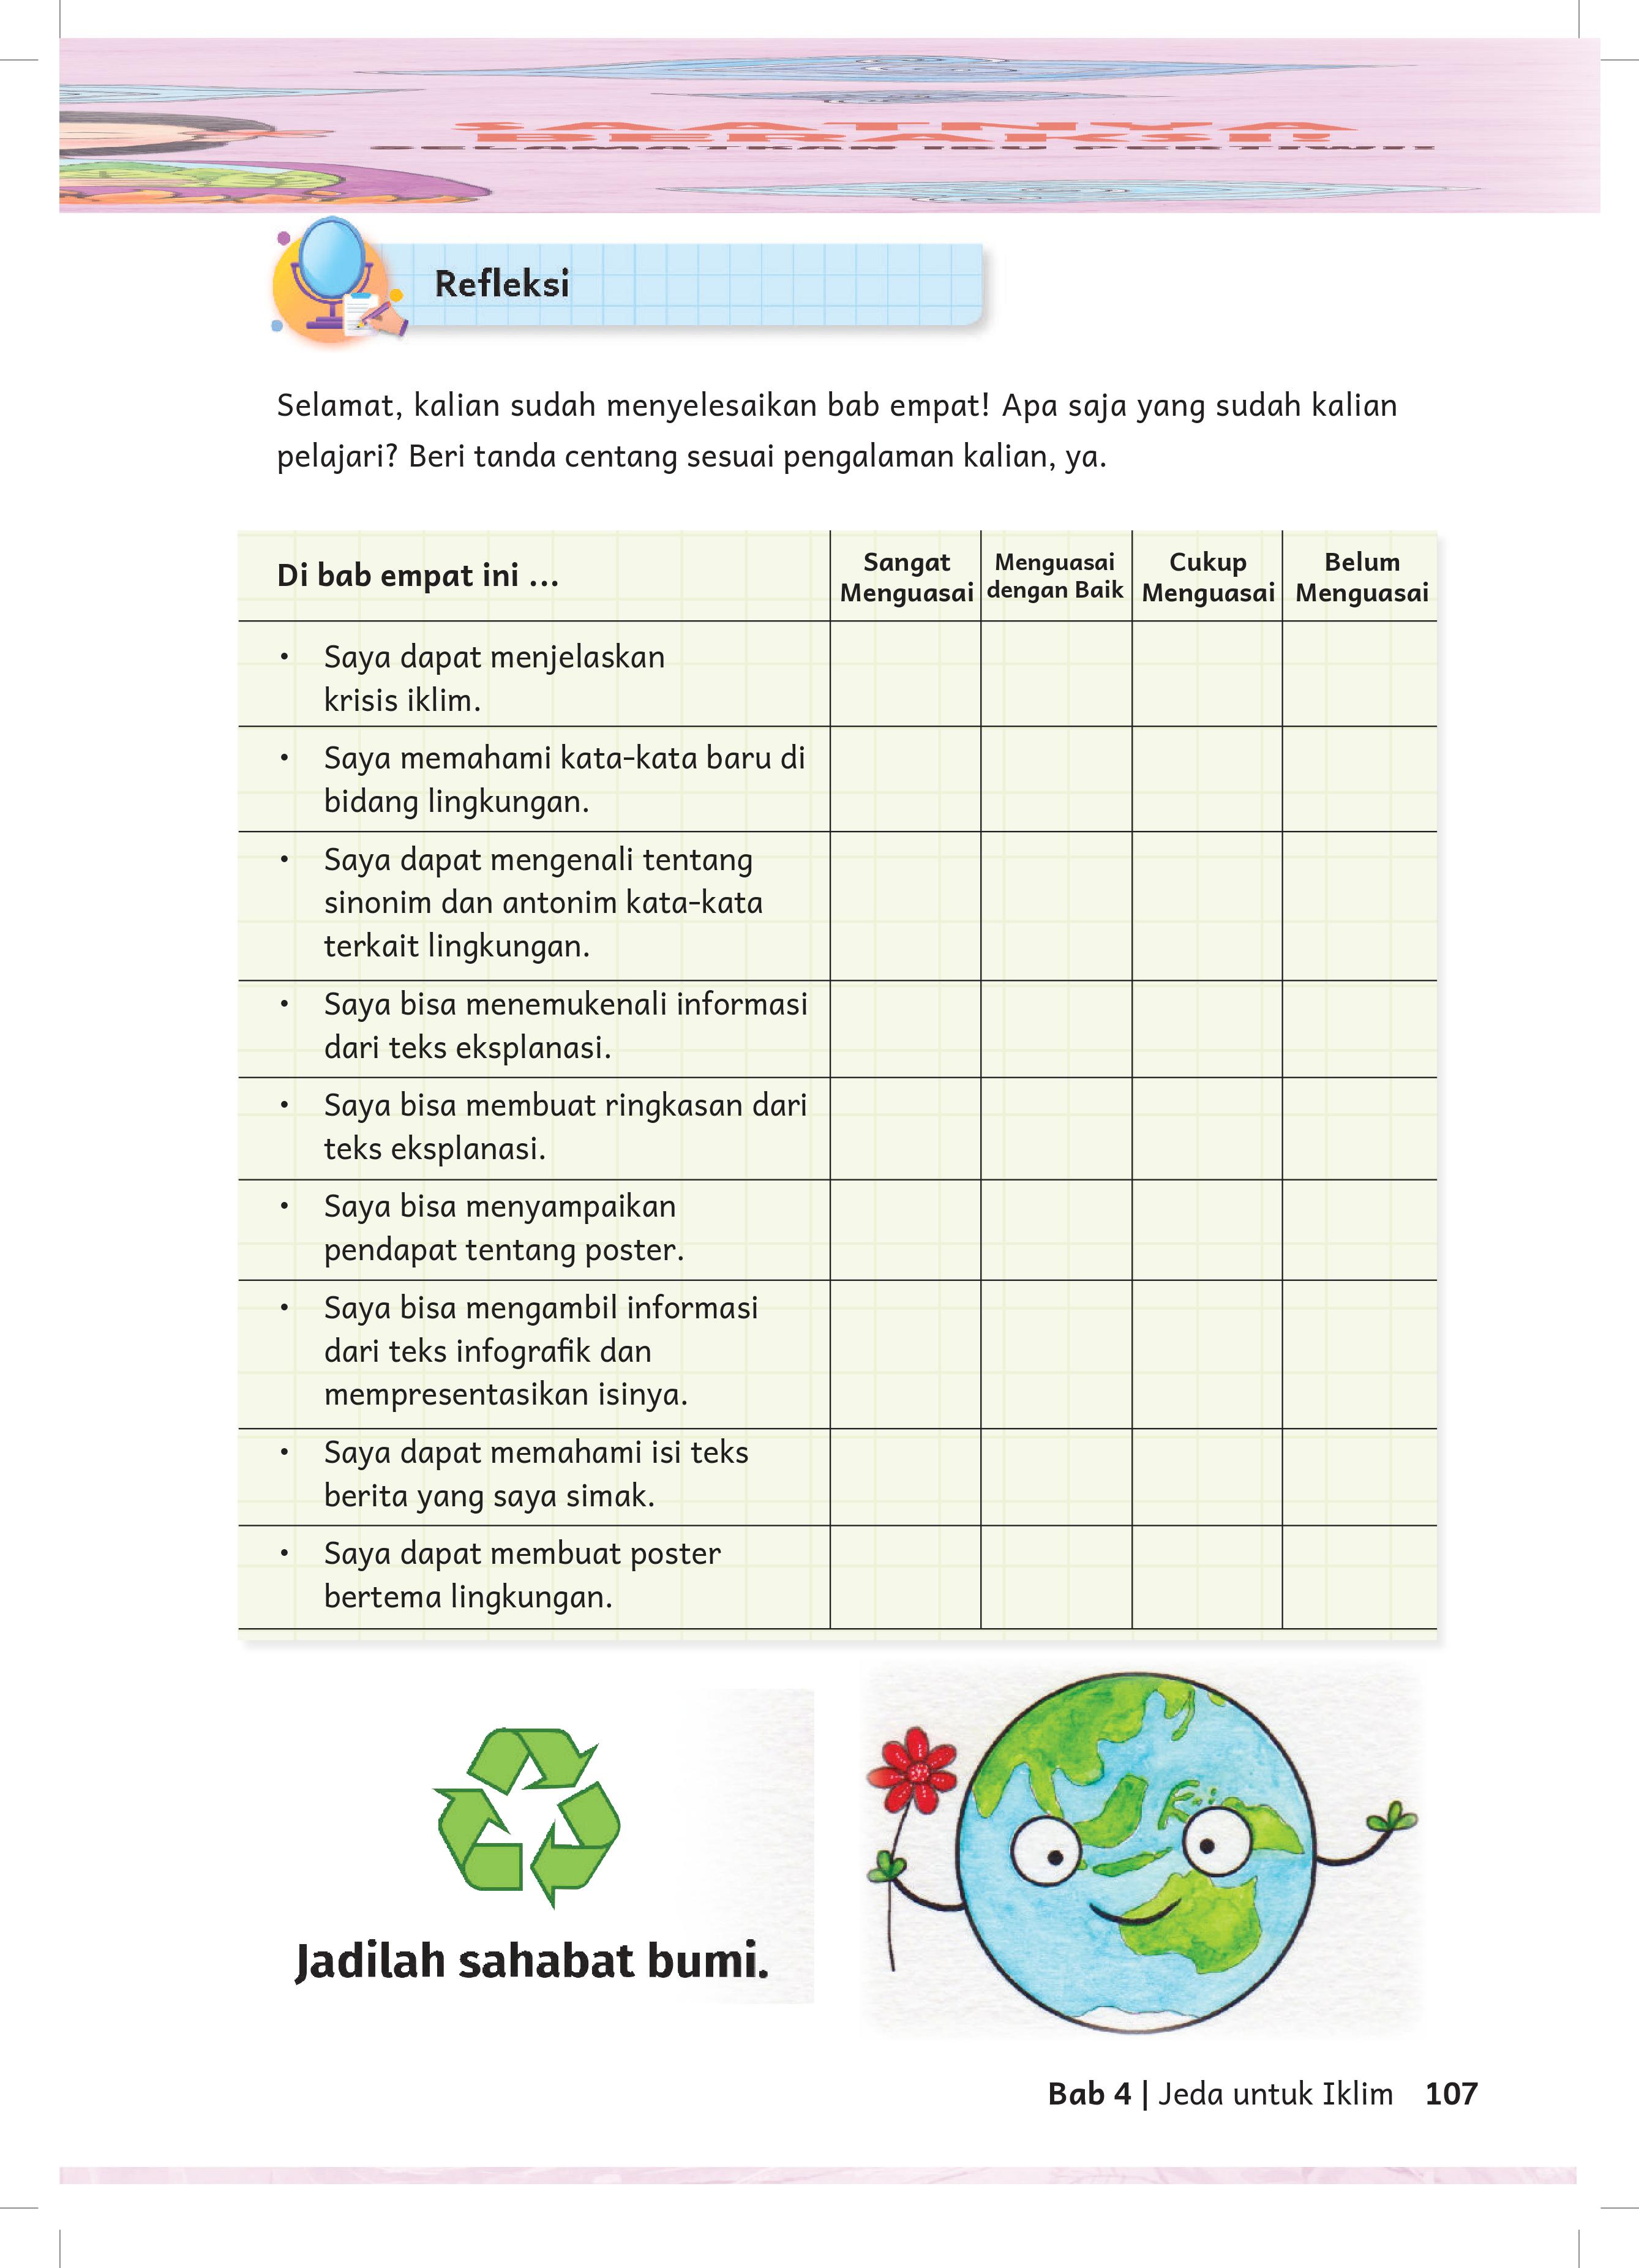 SAATNYA
BERAKSI!
SELAMATKAN IBU PERTIWI!
Refleksi
Selamat, kalian sudah menyelesaikan bab empat! Apa saja yang sudah kalian
pelajari? Beri tanda centang sesuai pengalaman kalian, ya.
Di bab empat ini ...
Sangat
Menguasai
Menguasai
dengan Baik
Cukup
Menguasai
Belum
Menguasai
• Saya dapat menjelaskan
krisis iklim.
• Saya memahami kata-kata baru di
bidang lingkungan.
• Saya dapat mengenali tentang
sinonim dan antonim kata-kata
terkait lingkungan.
• Saya bisa menemukenali informasi
dari teks eksplanasi.
• Saya bisa membuat ringkasan dari
teks eksplanasi.
• Saya bisa menyampaikan
pendapat tentang poster.
• Saya bisa mengambil informasi
dari teks infografik dan
mempresentasikan isinya.
• Saya dapat memahami isi teks
berita yang saya simak.
• Saya dapat membuat poster
bertema lingkungan.
Jadilah sahabat bumi.
Bab 4 | Jeda untuk Iklim 107